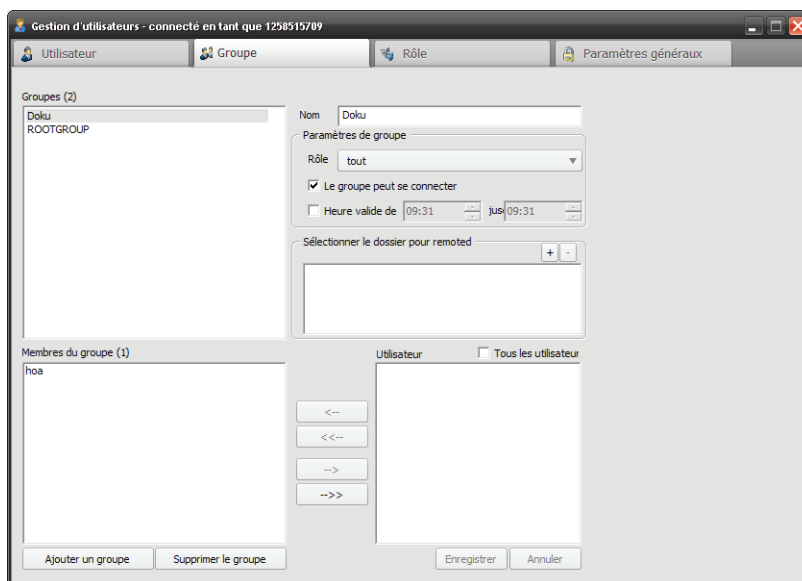 Gestion d'utilisateurs - connecté en tant que 1258515709
Utilisateur
Groupe
Rôle
Paramètres généraux
Groupes (2)
Doku
ROOTGROUP
Nom
Doku
Paramètres de groupe
Rôle
tout
Le groupe peut se connecter
Heure valide de 09:31 jus 09:31
Sélectionner le dossier pour remoted
+ -
Membres du groupe (1)
hoa
Utilisateur
Tous les utilisateur
<--
<<--
-->
-->>
Ajouter un groupe
Supprimer le groupe
Enregistrer
Annuler